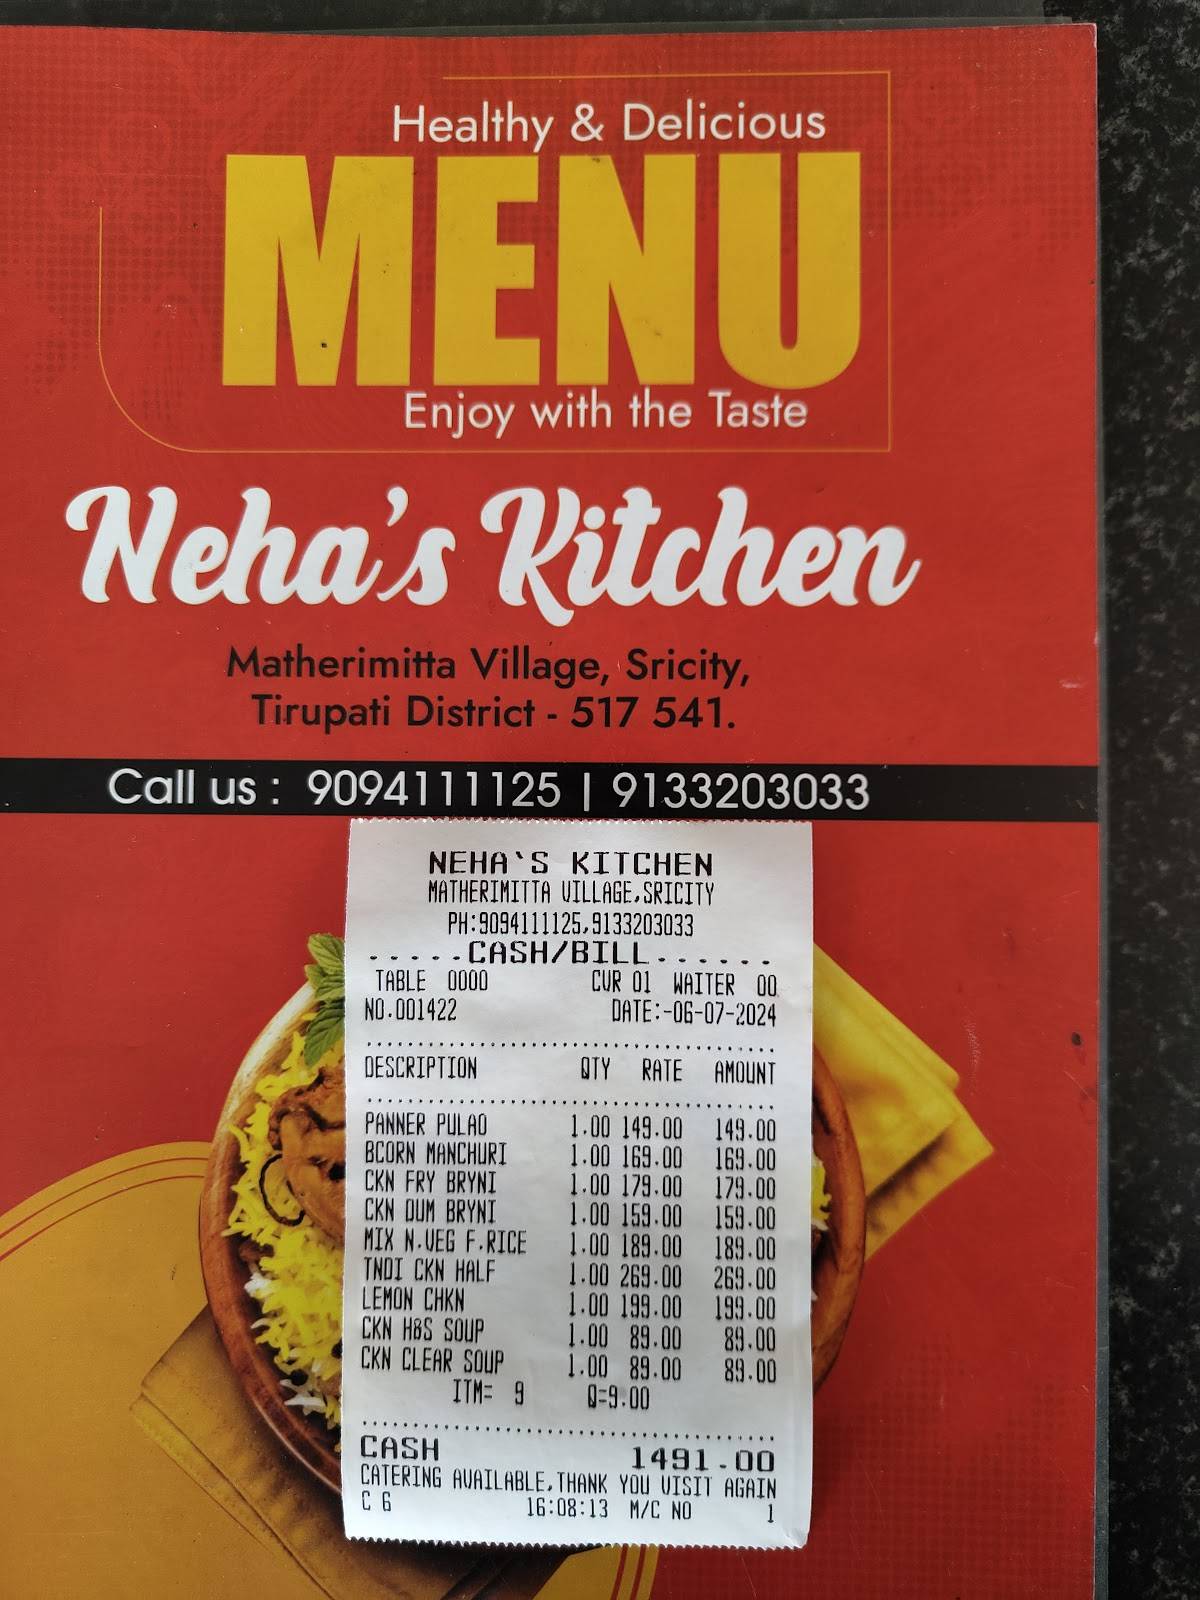 Healthy & Delicious
MENU
Enjoy with the Taste
Neha's Kitchen
Matherimitta Village, Sricity,
Tirupati District - 517 541.
Call us : 9094111125 | 9133203033
NEHA`S KITCHEN
MATHERIMITTA VILLAGE,SRICITY
PH:9094111125,9133203033
.....CASH/BILL......
TABLE 0000 CUR 01 WAITER 00
NO.001422 DATE:-06-07-2024
DESCRIPTION QTY RATE AMOUNT
PANNER PULAO 1.00 149.00 149.00
BCORN MANCHURI 1.00 169.00 169.00
CKN FRY BRYNI 1.00 179.00 179.00
CKN DUM BRYNI 1.00 159.00 159.00
MIX N.VEG F.RICE 1.00 189.00 189.00
TNDI CKN HALF 1.00 269.00 269.00
LEMON CHKN 1.00 199.00 199.00
CKN H&S SOUP 1.00 89.00 89.00
CKN CLEAR SOUP 1.00 89.00 89.00
ITM= 9 Q=9.00
CASH 1491.00
CATERING AVAILABLE,THANK YOU VISIT AGAIN
C 6 16:08:13 M/C NO 1